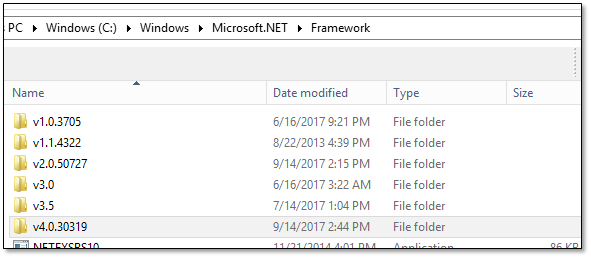 PC ▸ Windows (C:) ▸ Windows ▸ Microsoft.NET ▸ Framework
Name Date modified Type Size
v1.0.3705 6/16/2017 9:21 PM File folder
v1.1.4322 8/22/2013 4:39 PM File folder
v2.0.50727 9/14/2017 2:15 PM File folder
v3.0 6/16/2017 3:22 AM File folder
v3.5 7/14/2017 1:04 PM File folder
v4.0.30319 9/14/2017 2:44 PM File folder
11/21/2014 4:01 PM Application 86 KB